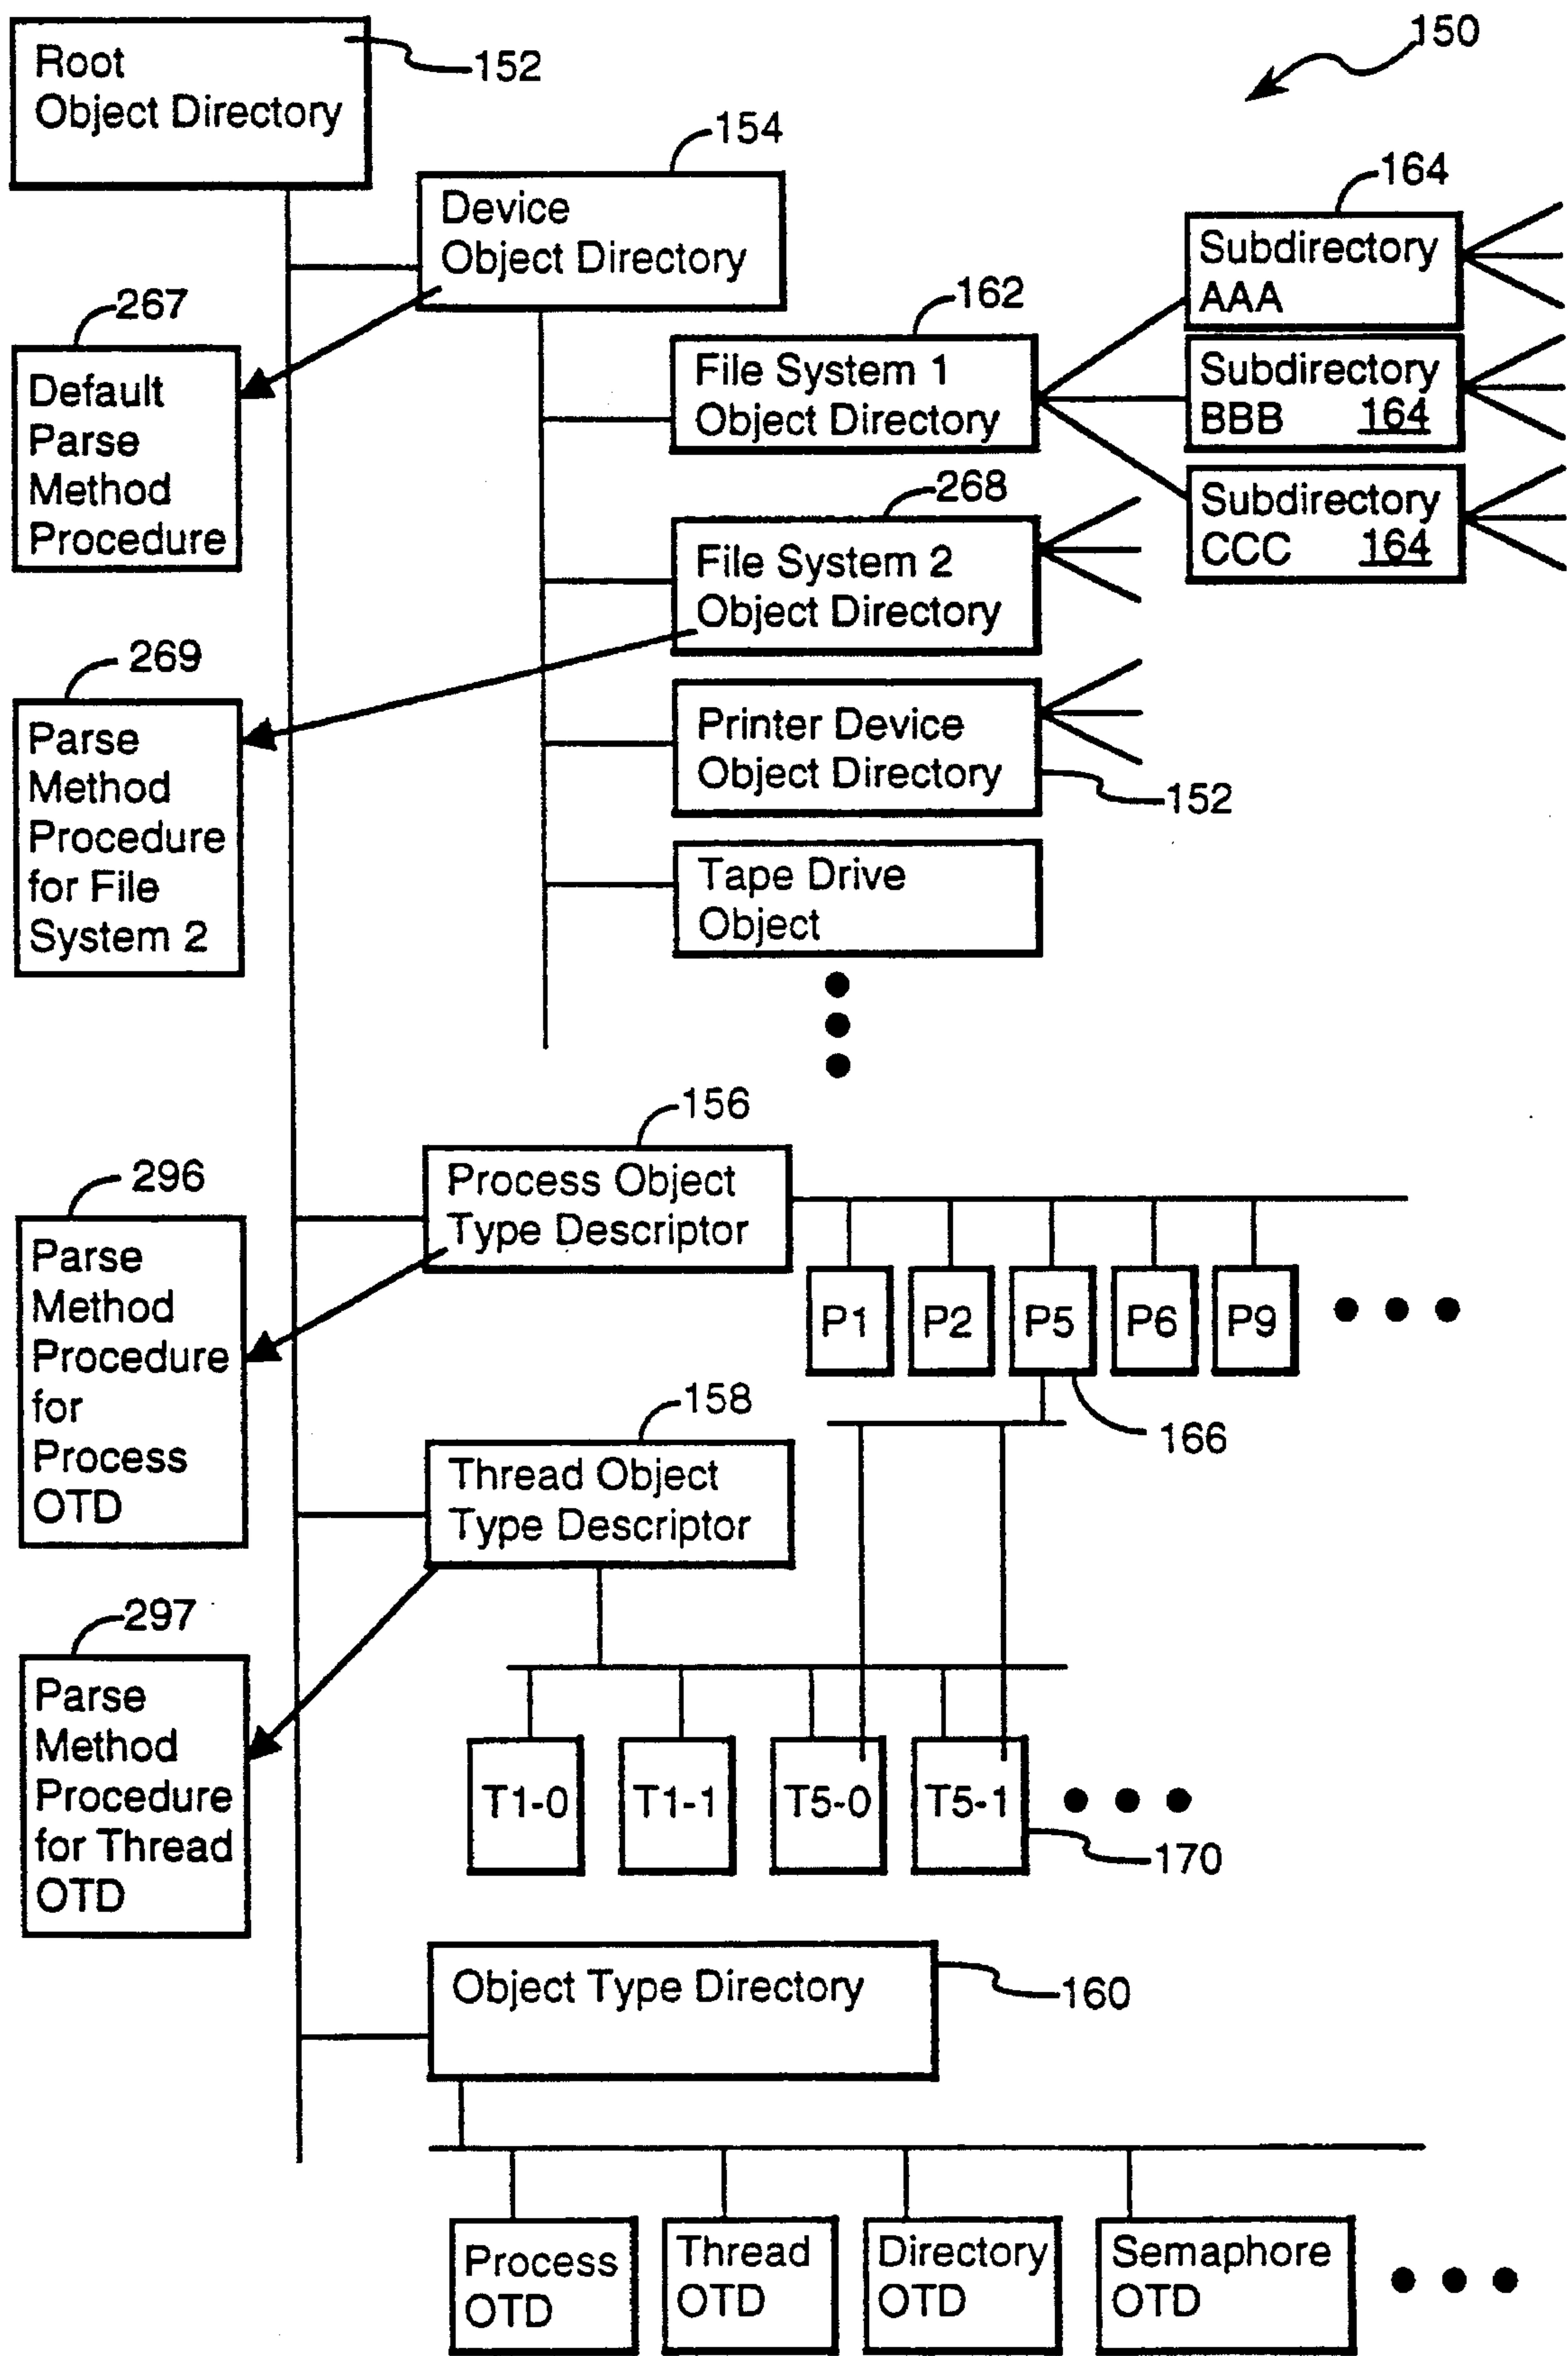 150
Root
Object Directory
152
154
Device
Object Directory
164
Subdirectory
AAA
162
File System 1
Object Directory
Subdirectory
BBB 164
Subdirectory
CCC 164
267
Default
Parse
Method
Procedure
268
File System 2
Object Directory
269
Parse
Method
Procedure
for File
System 2
Printer Device
Object Directory
152
Tape Drive
Object
156
Process Object
Type Descriptor
P1
P2
P5
P6
P9
166
296
Parse
Method
Procedure
for
Process
OTD
158
Thread Object
Type Descriptor
297
Parse
Method
Procedure
for Thread
OTD
T1-0
T1-1
T5-0
T5-1
170
Object Type Directory
160
Process
OTD
Thread
OTD
Directory
OTD
Semaphore
OTD